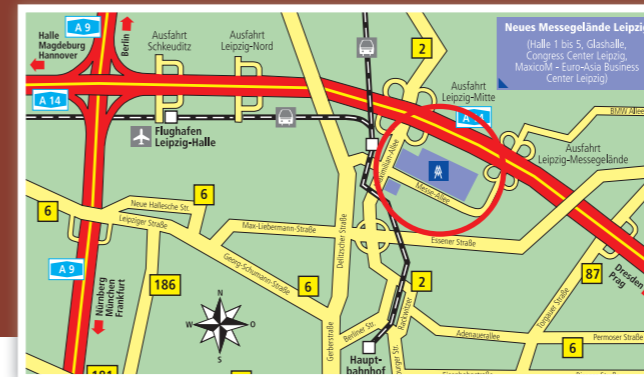 A 9
Halle
Magdeburg
Hannover
Berlin
Ausfahrt
Schkeuditz
Ausfahrt
Leipzig-Nord
2
Neues Messegelände Leipzig
(Halle 1 bis 5, Glashalle,
Congress Center Leipzig,
MaxicoM – Euro-Asia Business
Center Leipzig)
Ausfahrt
Leipzig-Mitte
A 14
A 14
BMW Allee
Flughafen
Leipzig-Halle
Ausfahrt
Leipzig-Messegelände
Messe-Allee
6
Neue Hallesche Str.
6
Leipziger Straße
Max-Liebermann-Straße
Delitzscher Straße
Essener Straße
A 9
Nürnberg
München
Frankfurt
186
Georg-Schumann-Straße
6
2
87
Dresden
Prag
N
W
O
S
Gerberstraße
Berliner Str.
Rackwitzer
Adenauerallee
Torgauer Straße
Permoser Straße
6
Haupt-
bahnhof
181